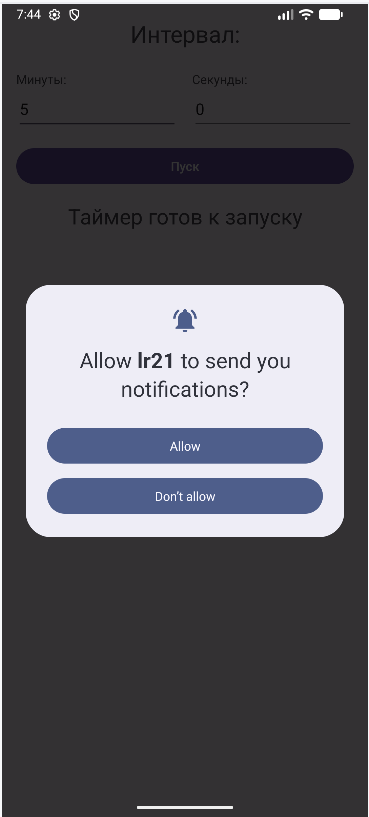 7:44
Интервал:
Минуты: Секунды:
5 0
Пуск
Таймер готов к запуску
Allow lr21 to send you
notifications?
Allow
Don't allow